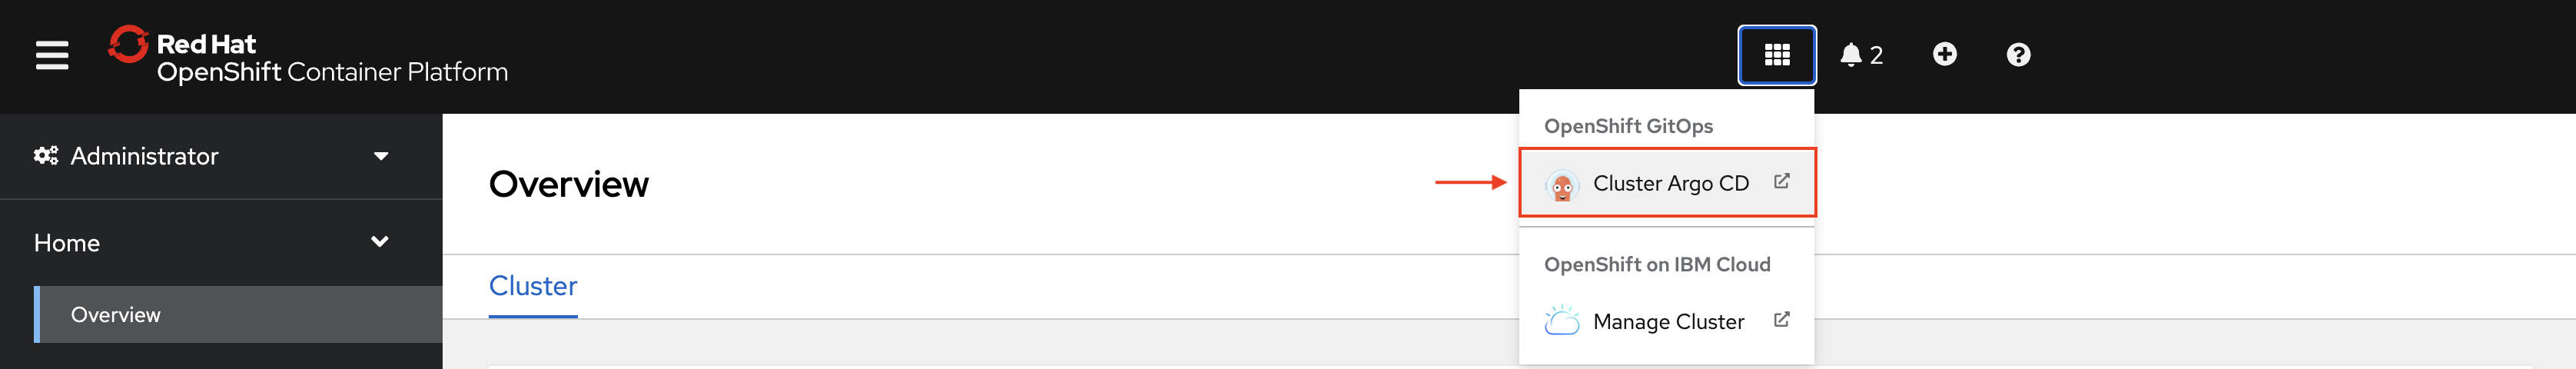 Red Hat
OpenShift Container Platform
2
Administrator
Home
Overview
Overview
Cluster
OpenShift GitOps
Cluster Argo CD
OpenShift on IBM Cloud
Manage Cluster